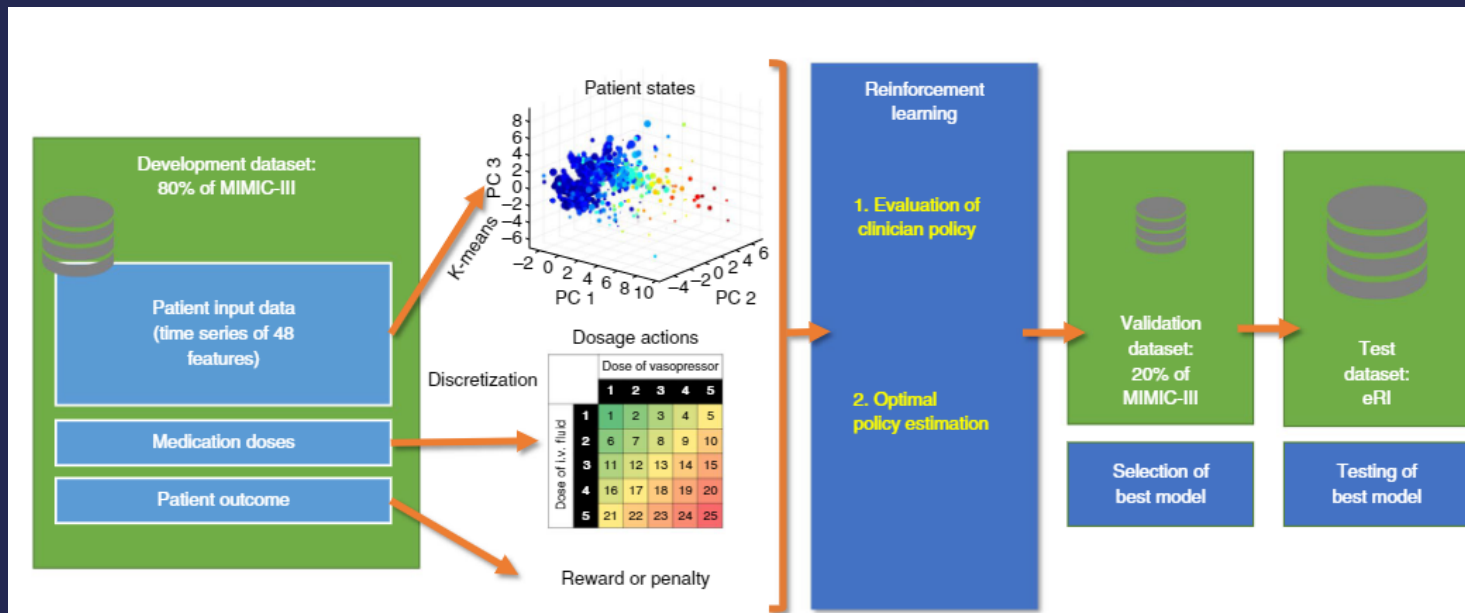 Development dataset:
80% of MIMIC-III
Patient input data
(time series of 48
features)
Medication doses
Patient outcome
K-means
Patient states
PC 3
8
6
4
2
0
−2
−4
−6
−2 0 2 4 6 8 10
PC 1
−4 −2 0 2 4 6
PC 2
Discretization
Dosage actions
Dose of vasopressor
1 2 3 4 5
Dose of i.v. fluid
1 1 2 3 4 5
2 6 7 8 9 10
3 11 12 13 14 15
4 16 17 18 19 20
5 21 22 23 24 25
Reward or penalty
Reinforcement
learning
1. Evaluation of
clinician policy
2. Optimal
policy estimation
Validation
dataset:
20% of
MIMIC-III
Selection of
best model
Test
dataset:
eRI
Testing of
best model